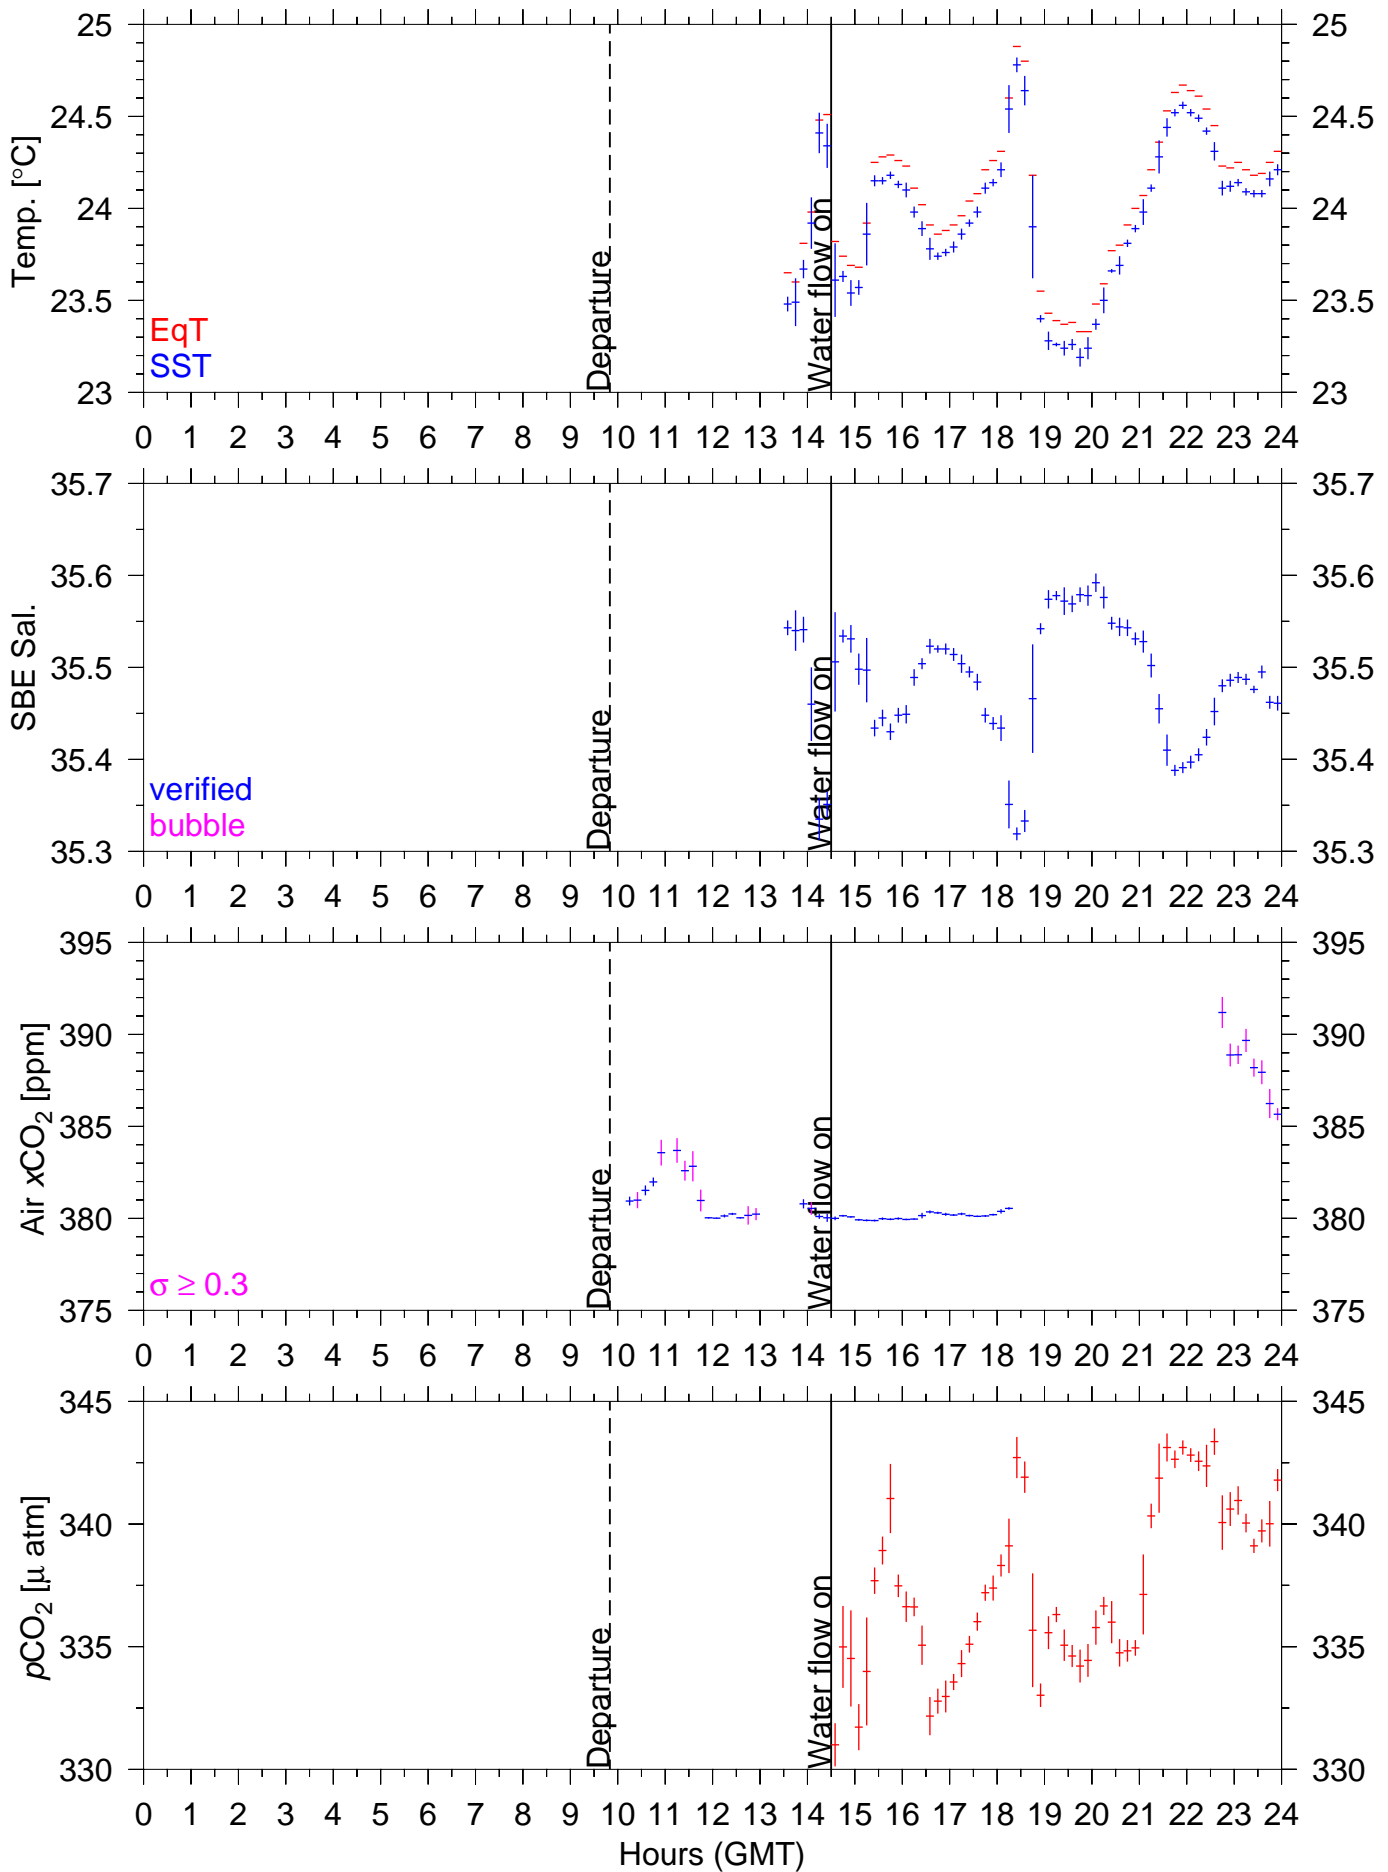 25 25
24.5 24.5
24 24
23.5 23.5
23 23
Temp. [°C]
EqT
SST
Departure
Water flow on
0 1 2 3 4 5 6 7 8 9 10 11 12 13 14 15 16 17 18 19 20 21 22 23 24
35.7 35.7
35.6 35.6
35.5 35.5
35.4 35.4
35.3 35.3
SBE Sal.
verified
bubble
Departure
Water flow on
0 1 2 3 4 5 6 7 8 9 10 11 12 13 14 15 16 17 18 19 20 21 22 23 24
395 395
390 390
385 385
380 380
375 375
Air xCO₂ [ppm]
σ ≥ 0.3
Departure
Water flow on
0 1 2 3 4 5 6 7 8 9 10 11 12 13 14 15 16 17 18 19 20 21 22 23 24
345 345
340 340
335 335
330 330
pCO₂ [μ atm]
Departure
Water flow on
0 1 2 3 4 5 6 7 8 9 10 11 12 13 14 15 16 17 18 19 20 21 22 23 24
Hours (GMT)